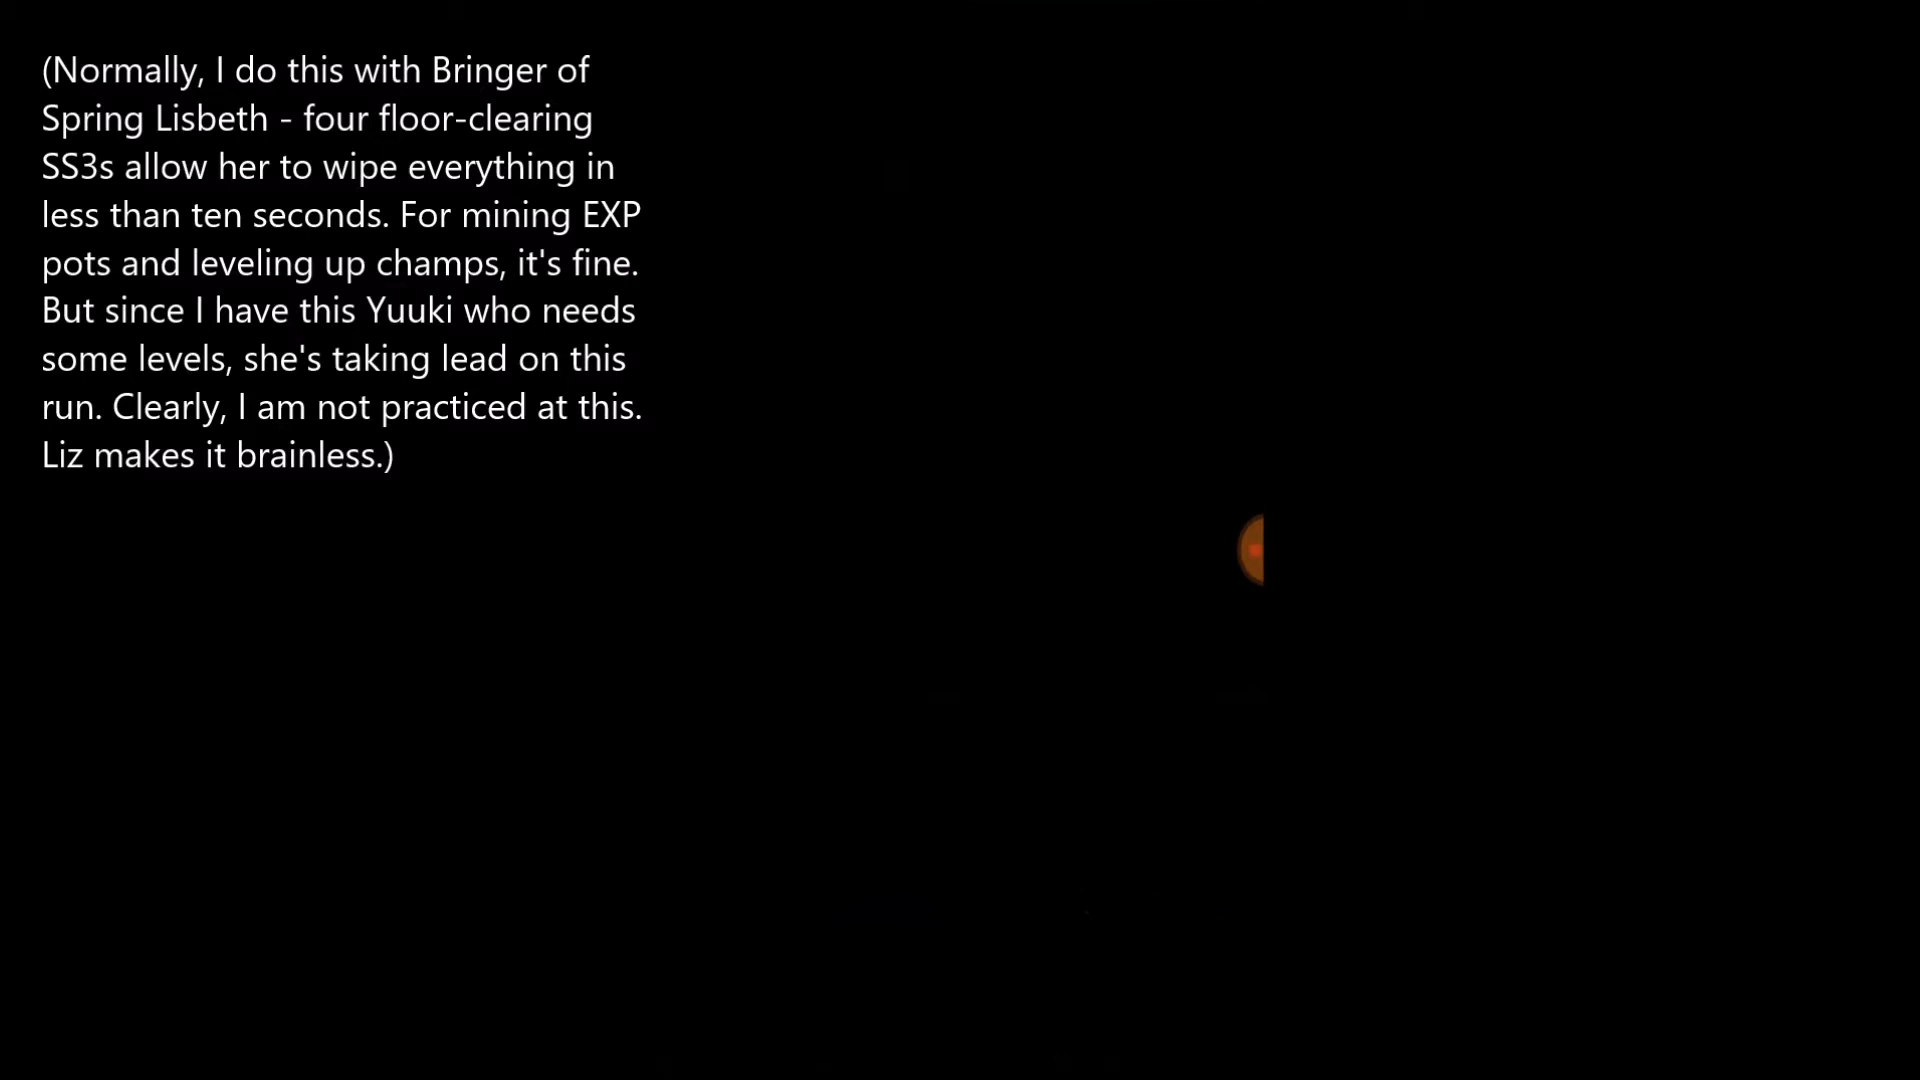 (Normally, I do this with Bringer of
Spring Lisbeth - four floor-clearing
SS3s allow her to wipe everything in
less than ten seconds. For mining EXP
pots and leveling up champs, it's fine.
But since I have this Yuuki who needs
some levels, she's taking lead on this
run. Clearly, I am not practiced at this.
Liz makes it brainless.)